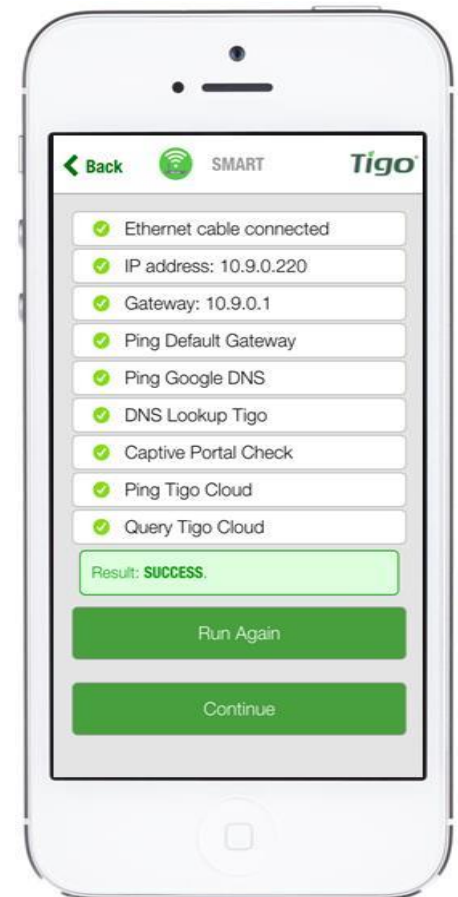 Back
SMART
Tigo
Ethernet cable connected
IP address: 10.9.0.220
Gateway: 10.9.0.1
Ping Default Gateway
Ping Google DNS
DNS Lookup Tigo
Captive Portal Check
Ping Tigo Cloud
Query Tigo Cloud
Result: SUCCESS.
Run Again
Continue